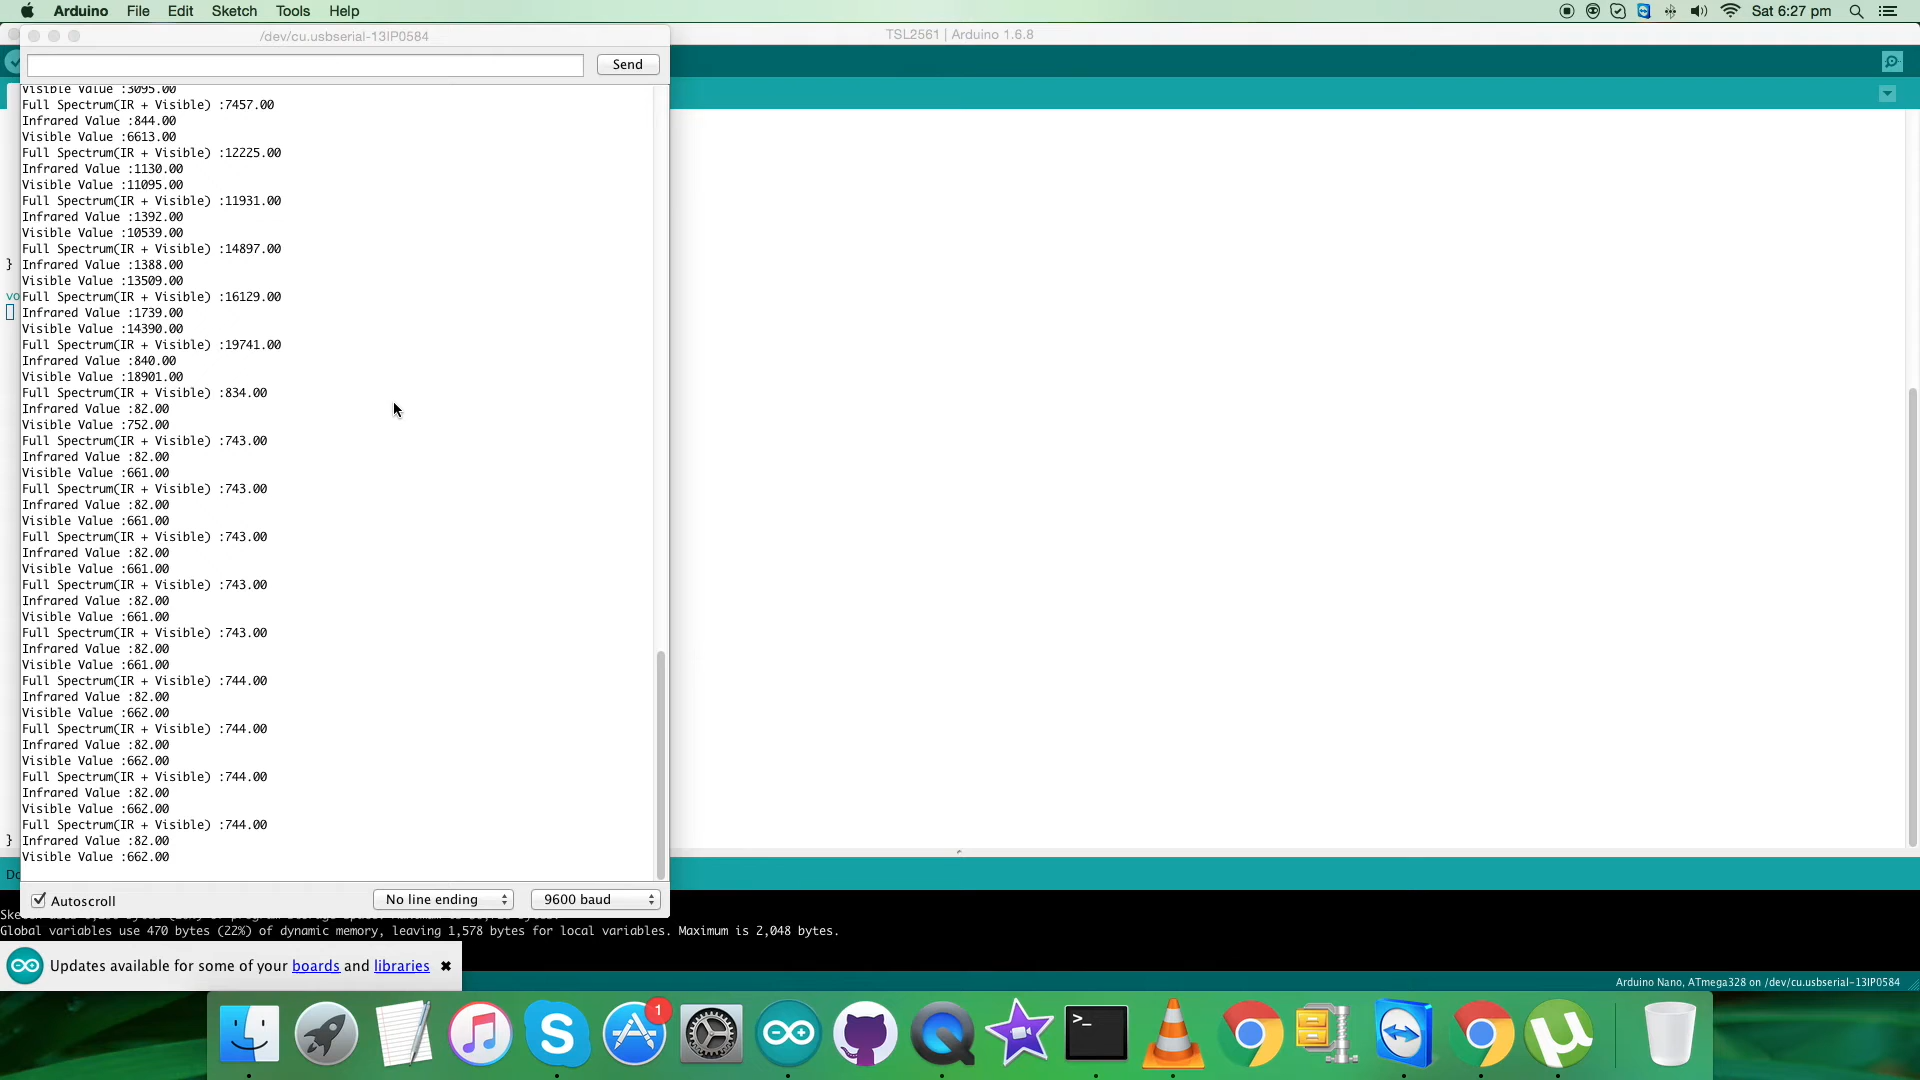 Arduino File Edit Sketch Tools Help Sat 6:27 pm
/dev/cu.usbserial-13IP0584 TSL2561 | Arduino 1.6.8
Send
Visible Value :3095.00
Full Spectrum(IR + Visible) :7457.00
Infrared Value :844.00
Visible Value :6613.00
Full Spectrum(IR + Visible) :12225.00
Infrared Value :1130.00
Visible Value :11095.00
Full Spectrum(IR + Visible) :11931.00
Infrared Value :1392.00
Visible Value :10539.00
Full Spectrum(IR + Visible) :14897.00
} Infrared Value :1388.00
Visible Value :13509.00
vo Full Spectrum(IR + Visible) :16129.00
Infrared Value :1739.00
Visible Value :14390.00
Full Spectrum(IR + Visible) :19741.00
Infrared Value :840.00
Visible Value :18901.00
Full Spectrum(IR + Visible) :834.00
Infrared Value :82.00
Visible Value :752.00
Full Spectrum(IR + Visible) :743.00
Infrared Value :82.00
Visible Value :661.00
Full Spectrum(IR + Visible) :743.00
Infrared Value :82.00
Visible Value :661.00
Full Spectrum(IR + Visible) :743.00
Infrared Value :82.00
Visible Value :661.00
Full Spectrum(IR + Visible) :743.00
Infrared Value :82.00
Visible Value :661.00
Full Spectrum(IR + Visible) :743.00
Infrared Value :82.00
Visible Value :661.00
Full Spectrum(IR + Visible) :744.00
Infrared Value :82.00
Visible Value :662.00
Full Spectrum(IR + Visible) :744.00
Infrared Value :82.00
Visible Value :662.00
Full Spectrum(IR + Visible) :744.00
Infrared Value :82.00
Visible Value :662.00
Full Spectrum(IR + Visible) :744.00
} Infrared Value :82.00
Visible Value :662.00
Do
Autoscroll No line ending 9600 baud
Global variables use 470 bytes (22%) of dynamic memory, leaving 1,578 bytes for local variables. Maximum is 2,048 bytes.
Updates available for some of your boards and libraries
Arduino Nano, ATmega328 on /dev/cu.usbserial-13IP0584
1